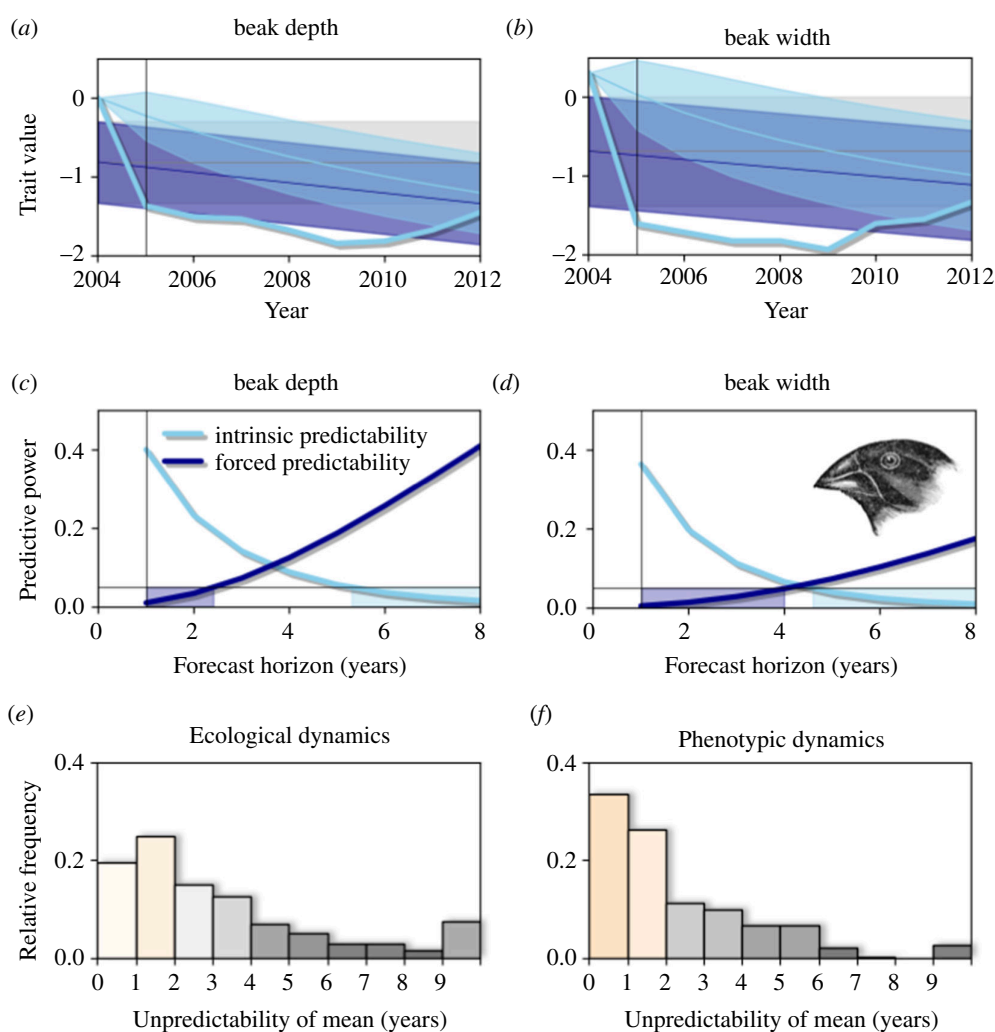 (a)
beak depth
(b)
beak width
Trait value
0
−1
−2
2004 2006 2008 2010 2012
Year
0
−1
−2
2004 2006 2008 2010 2012
Year
(c)
beak depth
(d)
beak width
Predictive power
0.4
0.2
0.0
intrinsic predictability
forced predictability
0 2 4 6 8
Forecast horizon (years)
0.4
0.2
0.0
0 2 4 6 8
Forecast horizon (years)
(e)
Ecological dynamics
(f)
Phenotypic dynamics
Relative frequency
0.4
0.2
0.0
1 2 3 4 5 6 7 8 9
Unpredictability of mean (years)
0.4
0.2
0.0
0 1 2 3 4 5 6 7 8 9
Unpredictability of mean (years)